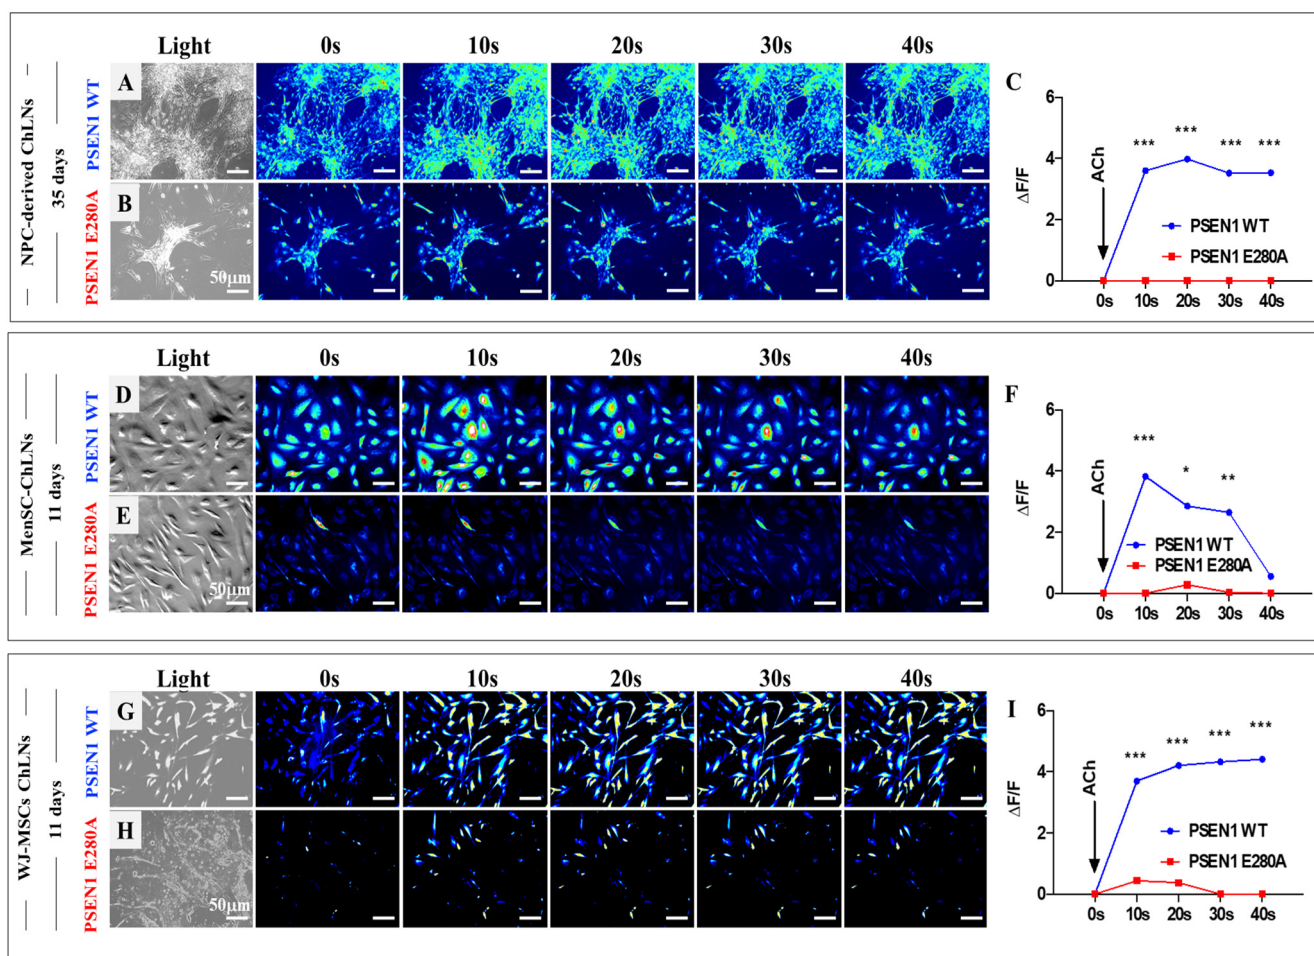 Light 0s 10s 20s 30s 40s
NPC-derived ChLNs
35 days
PSEN1 WT
PSEN1 E280A
A
B
50μm
C
6
4
2
0
ΔF/F
ACh
*** *** *** ***
PSEN1 WT
PSEN1 E280A
0s 10s 20s 30s 40s
Light 0s 10s 20s 30s 40s
MenSC-ChLNs
11 days
PSEN1 WT
PSEN1 E280A
D
E
50μm
F
6
4
2
0
ΔF/F
ACh
*** * **
PSEN1 WT
PSEN1 E280A
0s 10s 20s 30s 40s
Light 0s 10s 20s 30s 40s
WJ-MSCs ChLNs
11 days
PSEN1 WT
PSEN1 E280A
G
H
50μm
I
6
4
2
0
ΔF/F
ACh
*** *** *** ***
PSEN1 WT
PSEN1 E280A
0s 10s 20s 30s 40s